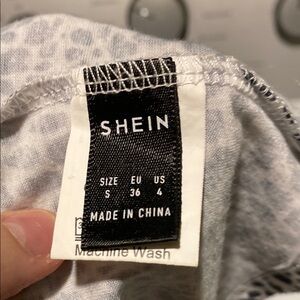 SHEIN
SIZE EU US
S 36 4
MADE IN CHINA
Machine Wash